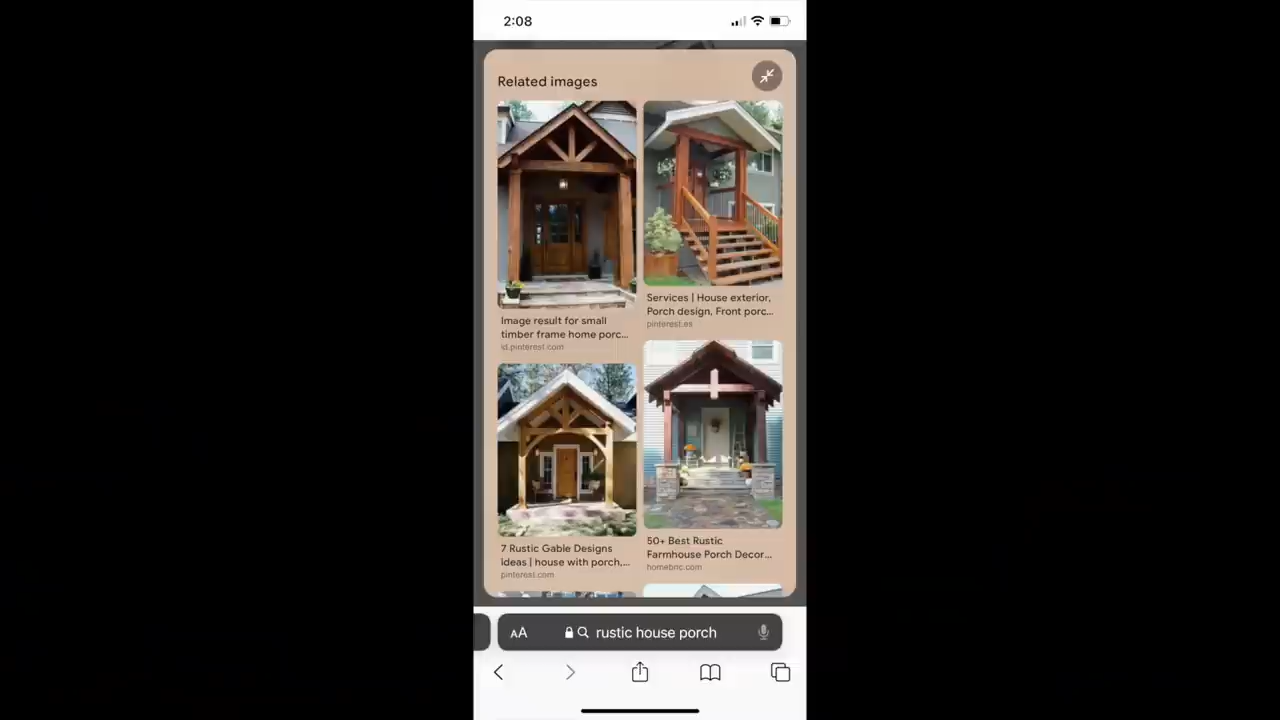 2:08
Related images
Image result for small
timber frame home porc...
id.pinterest.com
Services | House exterior,
Porch design, Front porc...
pinterest.es
7 Rustic Gable Designs
Ideas | house with porch,...
pinterest.com
50+ Best Rustic
Farmhouse Porch Decor...
homebnc.com
AA rustic house porch